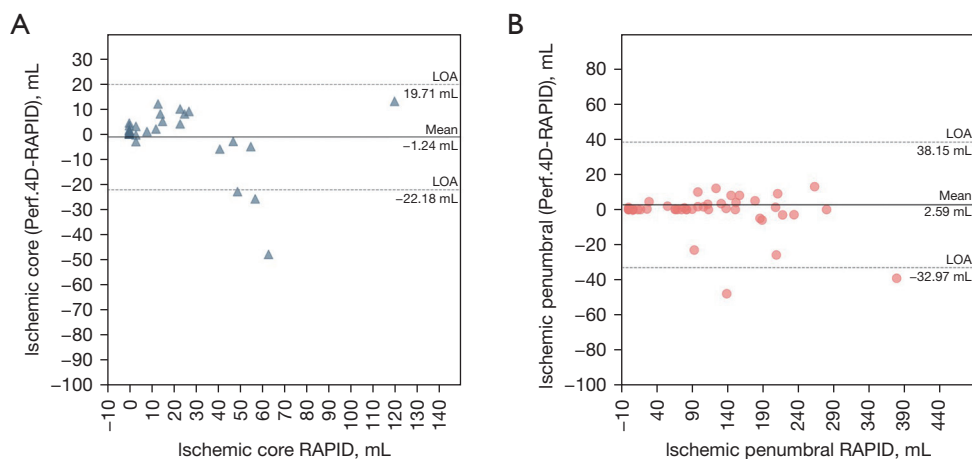 A
Ischemic core (Perf.4D-RAPID), mL
30
20
10
0
−10
−20
−30
−40
−50
−60
−70
−80
−90
−100
LOA
19.71 mL
Mean
−1.24 mL
LOA
−22.18 mL
−10
0
10
20
30
40
50
60
70
80
90
100
110
120
130
140
Ischemic core RAPID, mL
B
Ischemic penumbral (Perf.4D-RAPID), mL
80
60
40
20
0
−20
−40
−60
−80
−100
LOA
38.15 mL
Mean
2.59 mL
LOA
−32.97 mL
−10
40
90
140
190
240
290
340
390
440
Ischemic penumbral RAPID, mL